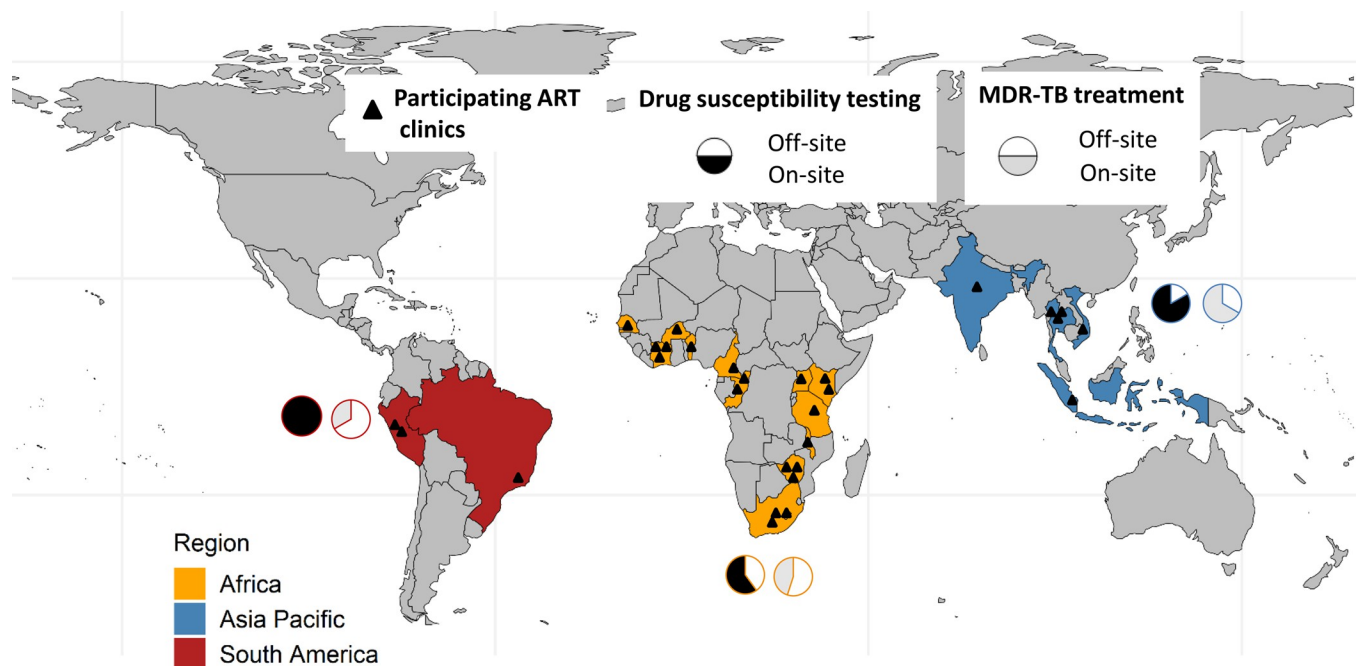 Participating ART
clinics
Drug susceptibility testing
Off-site
On-site
MDR-TB treatment
Off-site
On-site
Region
Africa
Asia Pacific
South America